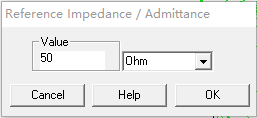 Reference Impedance / Admittance
Value
50 Ohm
Cancel Help OK